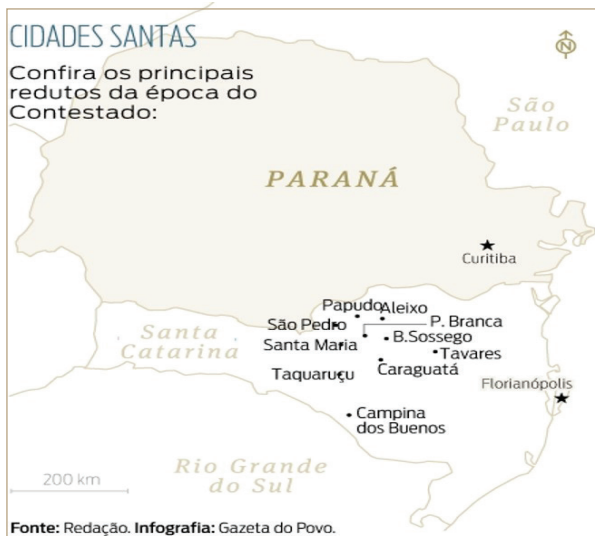 CIDADES SANTAS
Confira os principais
redutos da época do
Contestado:
N
São
Paulo
PARANÁ
Curitiba
Papudo
Aleixo
São Pedro
P. Branca
Santa
Catarina
Santa Maria
B.Sossego
Tavares
Taquaruçu
Caraguatá
Florianópolis
Campina
dos Buenos
Rio Grande
do Sul
200 km
Fonte: Redação. Infografia: Gazeta do Povo.